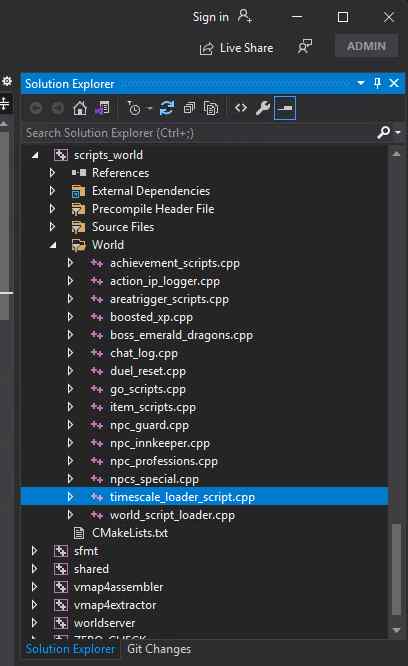 Sign in
Live Share
ADMIN
Solution Explorer
Search Solution Explorer (Ctrl+;)
scripts_world
References
External Dependencies
Precompile Header File
Source Files
World
achievement_scripts.cpp
action_ip_logger.cpp
areatrigger_scripts.cpp
boosted_xp.cpp
boss_emerald_dragons.cpp
chat_log.cpp
duel_reset.cpp
go_scripts.cpp
item_scripts.cpp
npc_guard.cpp
npc_innkeeper.cpp
npc_professions.cpp
npcs_special.cpp
timescale_loader_script.cpp
world_script_loader.cpp
CMakeLists.txt
sfmt
shared
vmap4assembler
vmap4extractor
worldserver
ZERO_CHECK
Solution Explorer Git Changes